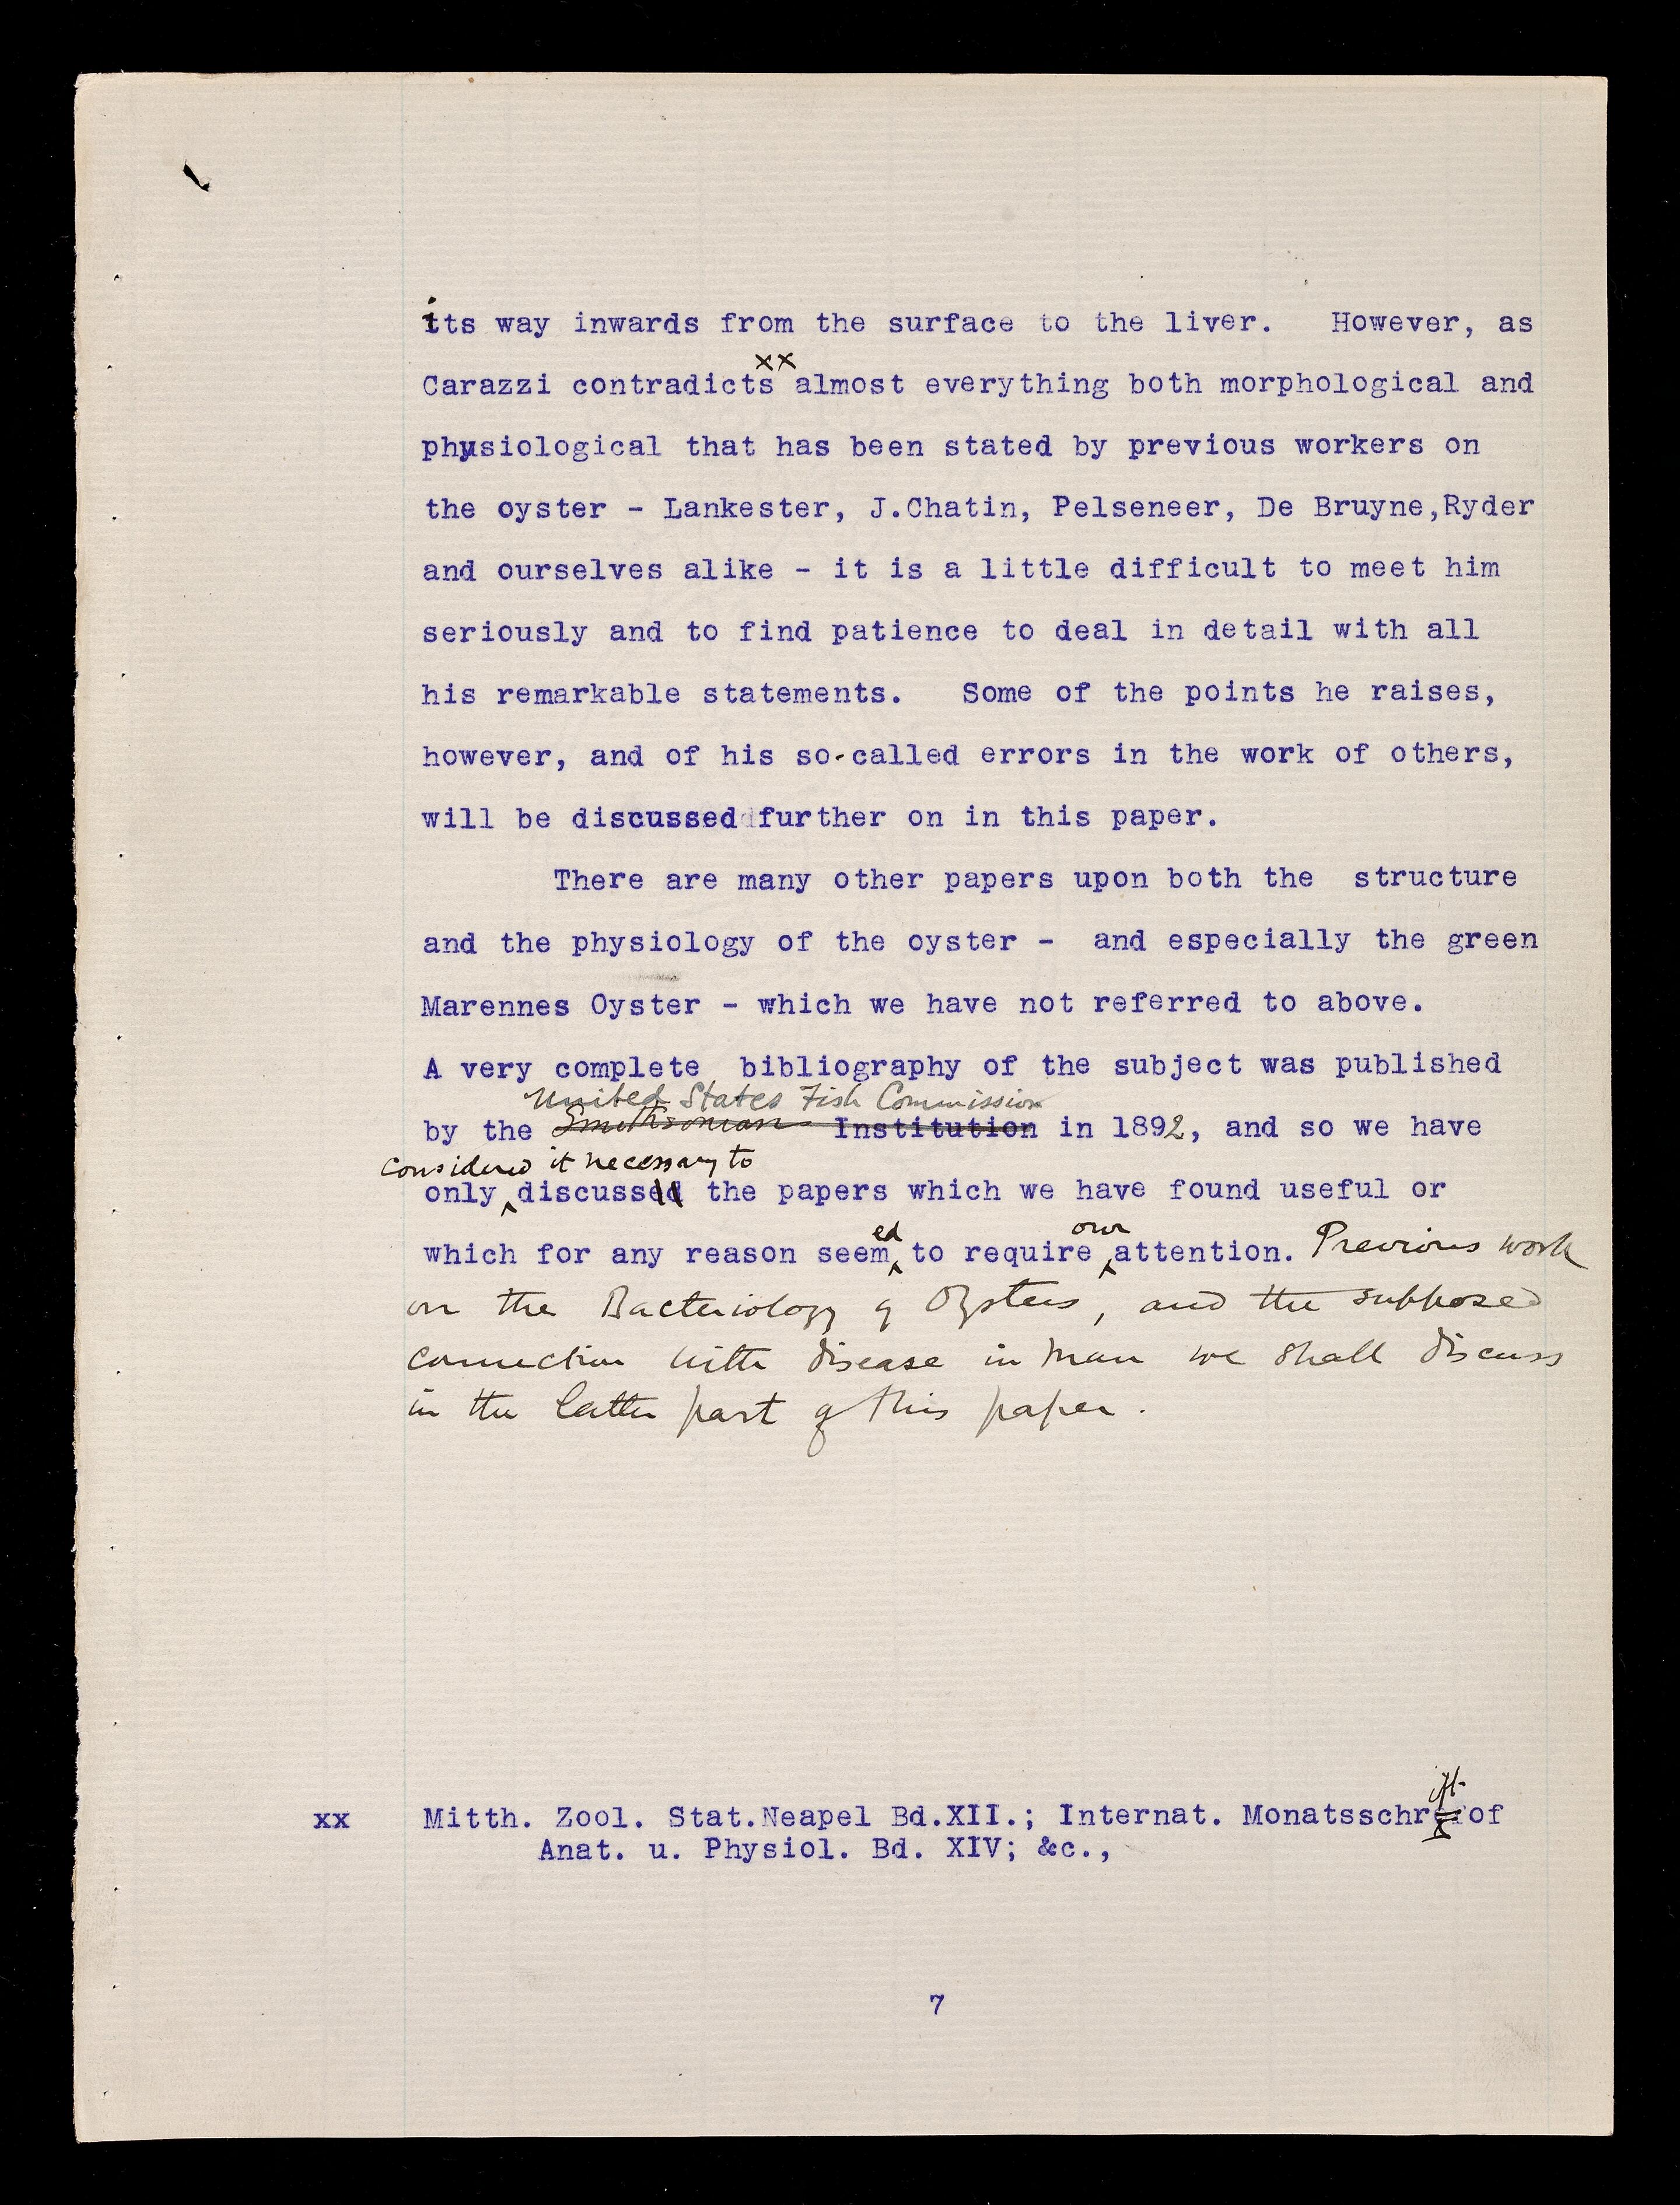 its way inwards from the surface to the liver. However, as
xx
Carazzi contradicts almost everything both morphological and
physiological that has been stated by previous workers on
the oyster - Lankester, J.Chatin, Pelseneer, De Bruyne,Ryder
and ourselves alike - it is a little difficult to meet him
seriously and to find patience to deal in detail with all
his remarkable statements. Some of the points he raises,
however, and of his so-called errors in the work of others,
will be discussed further on in this paper.
There are many other papers upon both the structure
and the physiology of the oyster - and especially the green
Marennes Oyster - which we have not referred to above.
A very complete bibliography of the subject was published
United States Fish Commission
by the Smithsonian Institution in 1892, and so we have
considered it necessary to
only discuss the papers which we have found useful or
ed our
which for any reason seem to require attention. Previous work
on the Bacteriology of Oysters, and the supposed
connection with disease in man we shall discuss
in the latter part of this paper.
ift
xx Mitth. Zool. Stat.Neapel Bd.XII.; Internat. Monatsschr of
Anat. u. Physiol. Bd. XIV; &c.,
7